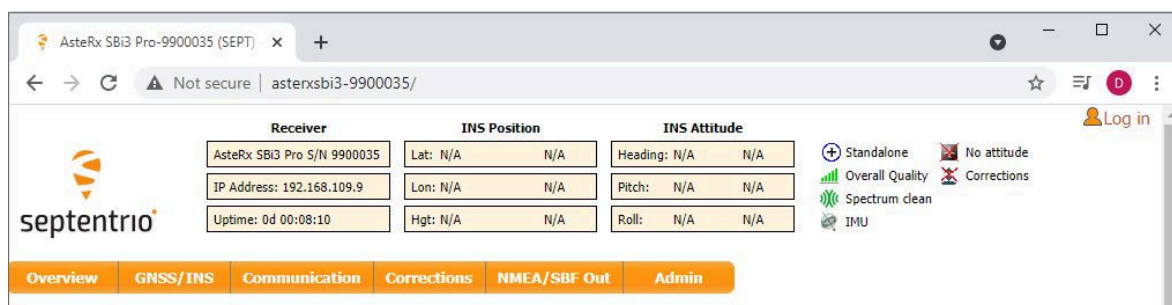 AsteRx SBi3 Pro-9900035 (SEPT)
Not secure | asterxsbi3-9900035/
D
Log in
Receiver INS Position INS Attitude
AsteRx SBi3 Pro S/N 9900035 Lat: N/A N/A Heading: N/A N/A Standalone No attitude
IP Address: 192.168.109.9 Lon: N/A N/A Pitch: N/A N/A Overall Quality Corrections
Uptime: 0d 00:08:10 Hgt: N/A N/A Roll: N/A N/A Spectrum clean
IMU
septentrio
Overview GNSS/INS Communication Corrections NMEA/SBF Out Admin